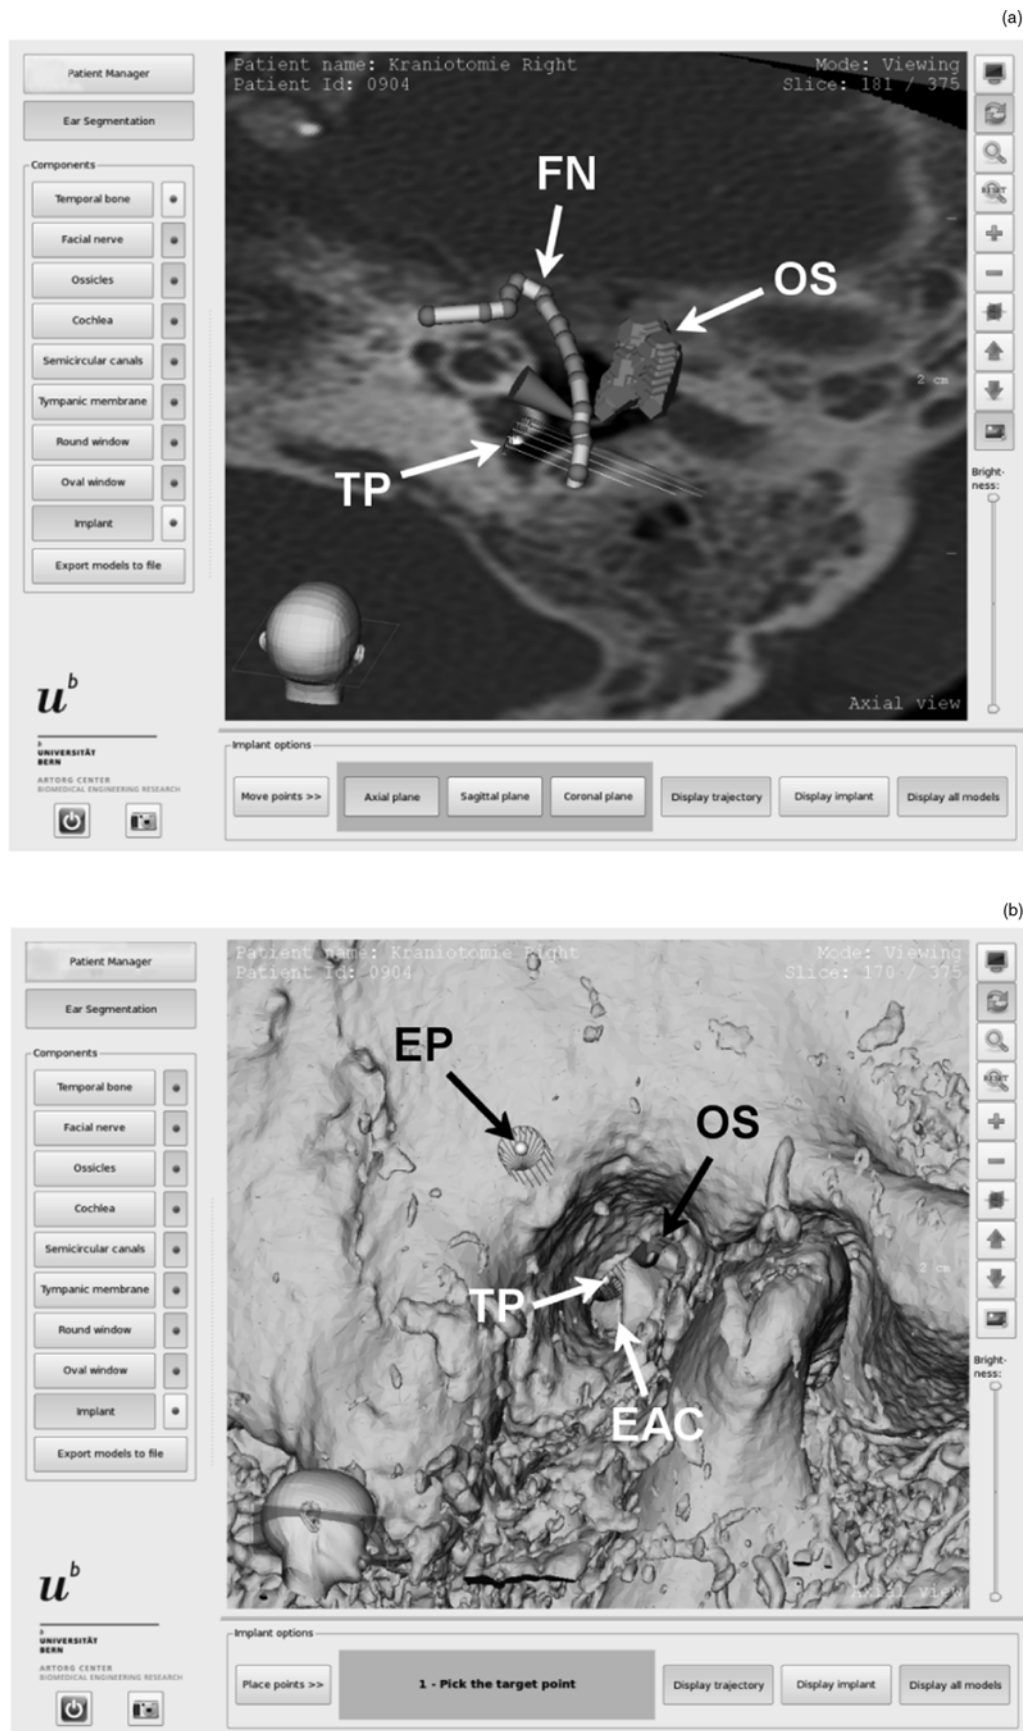 (a)
Patient Manager
Ear Segmentation
Components
Temporal bone
Facial nerve
Ossicles
Cochlea
Semicircular canals
Tympanic membrane
Round window
Oval window
Implant
Export models to file
u b
b
UNIVERSITÄT
BERN
ARTORG CENTER
BIOMEDICAL ENGINEERING RESEARCH
Patient name: Kraniotomie Right
Patient Id: 0904
Mode: Viewing
Slice: 181 / 375
FN
OS
TP
2 cm
Axial view
RESET
Bright-
ness:
Implant options
Move points >>
Axial plane
Sagittal plane
Coronal plane
Display trajectory
Display implant
Display all models
(b)
Patient Manager
Ear Segmentation
Components
Temporal bone
Facial nerve
Ossicles
Cochlea
Semicircular canals
Tympanic membrane
Round window
Oval window
Implant
Export models to file
u b
b
UNIVERSITÄT
BERN
ARTORG CENTER
BIOMEDICAL ENGINEERING RESEARCH
Patient name: Kraniotomie Right
Patient Id: 0904
Mode: Viewing
Slice: 170 / 375
EP
OS
TP
EAC
2 cm
Axial view
RESET
Bright-
ness:
Implant options
Place points >>
1 - Pick the target point
Display trajectory
Display implant
Display all models